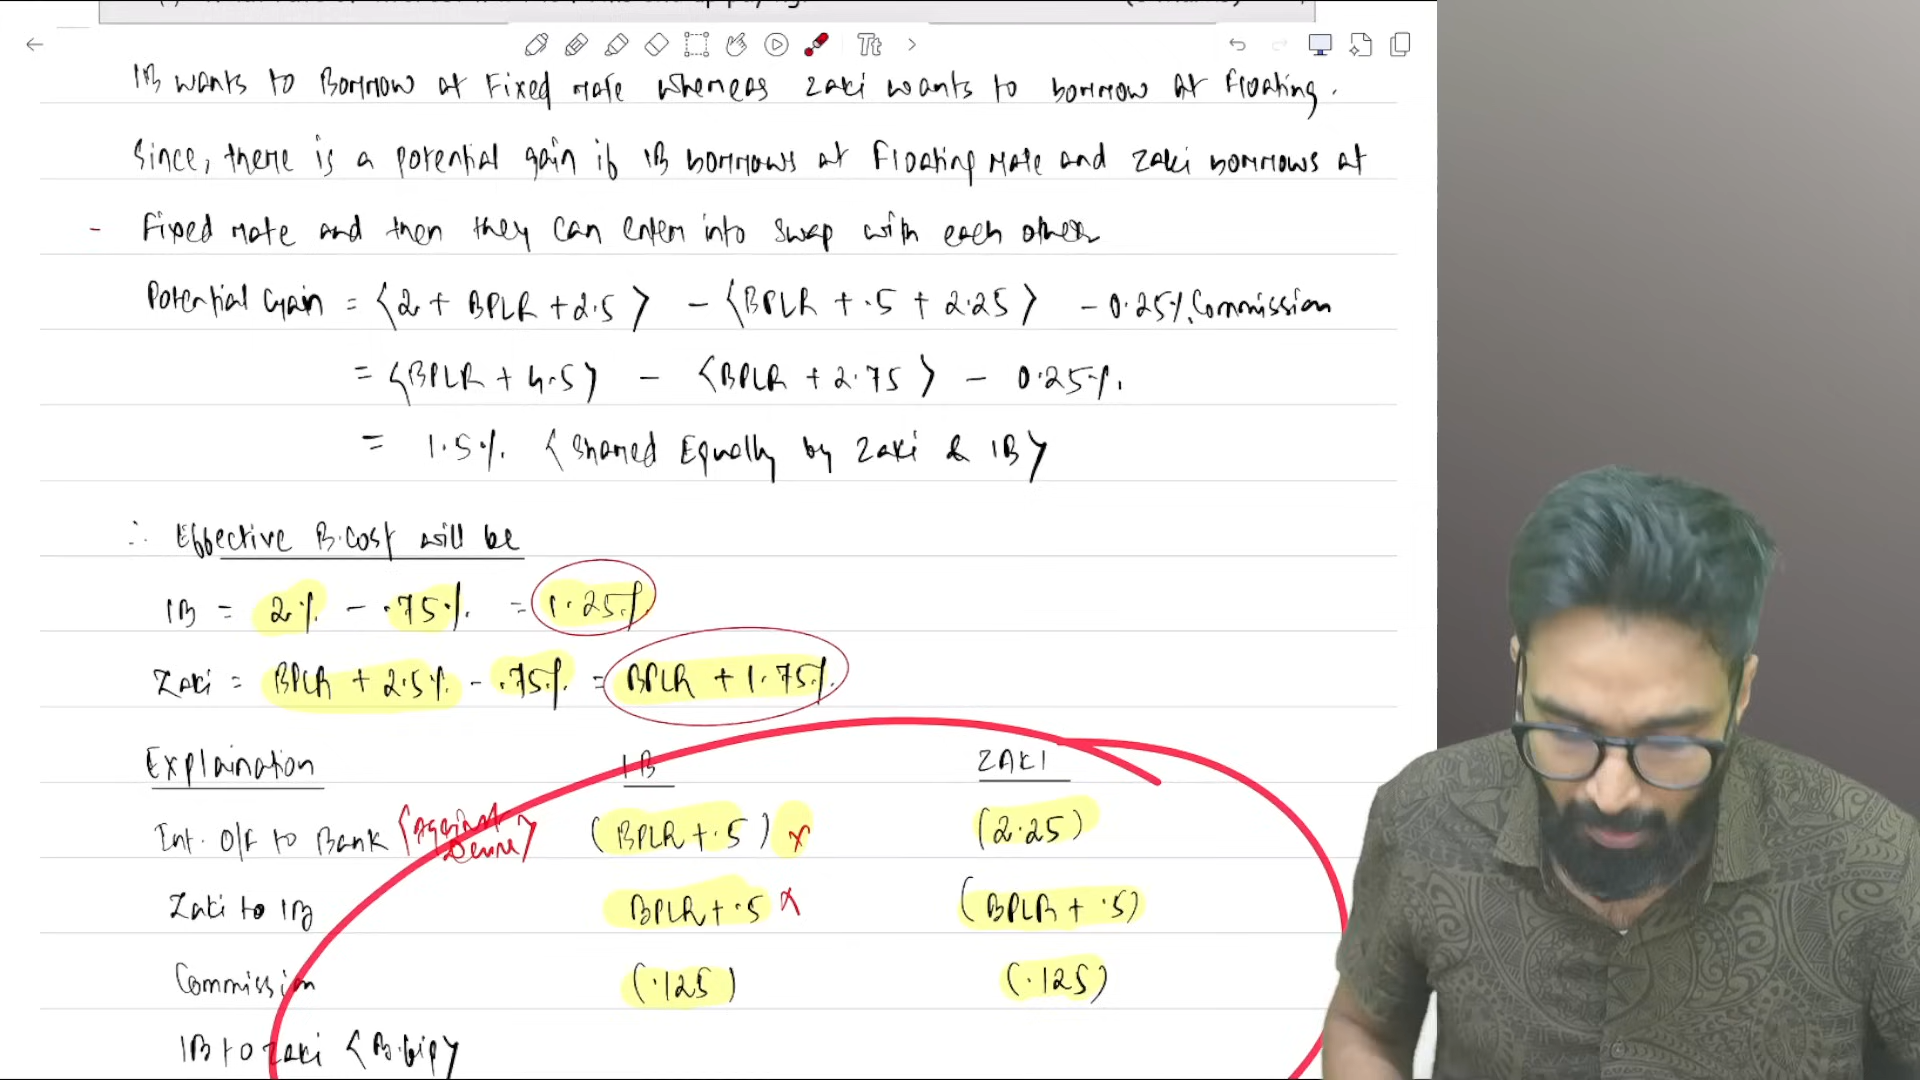 Tt
IB wants to Borrow at Fixed rate whereas Zaki wants to borrow at Floating.
Since, there is a potential gain if IB borrows at Floating rate and Zaki borrows at
Fixed rate and then they can enter into swap with each other
Potential Gain = <2 + BPLR + 2.5> - <BPLR + .5 + 2.25> - 0.25% Commission
= <BPLR + 4.5> - <BPLR + 2.75> - 0.25%
= 1.5% <Shared Equally by Zaki & IB>
∴ Effective B.Cost will be
IB = 2% - .75% = 1.25%
Zaki = BPLR + 2.5% - .75% = BPLR + 1.75%
Explaination IB ZAKI
Int. O/F to Bank <Against Desire> (BPLR + .5) x (2.25)
Zaki to IB BPLR + .5 x (BPLR + .5)
Commission (.125) (.125)
IB to Zaki <B.fig>